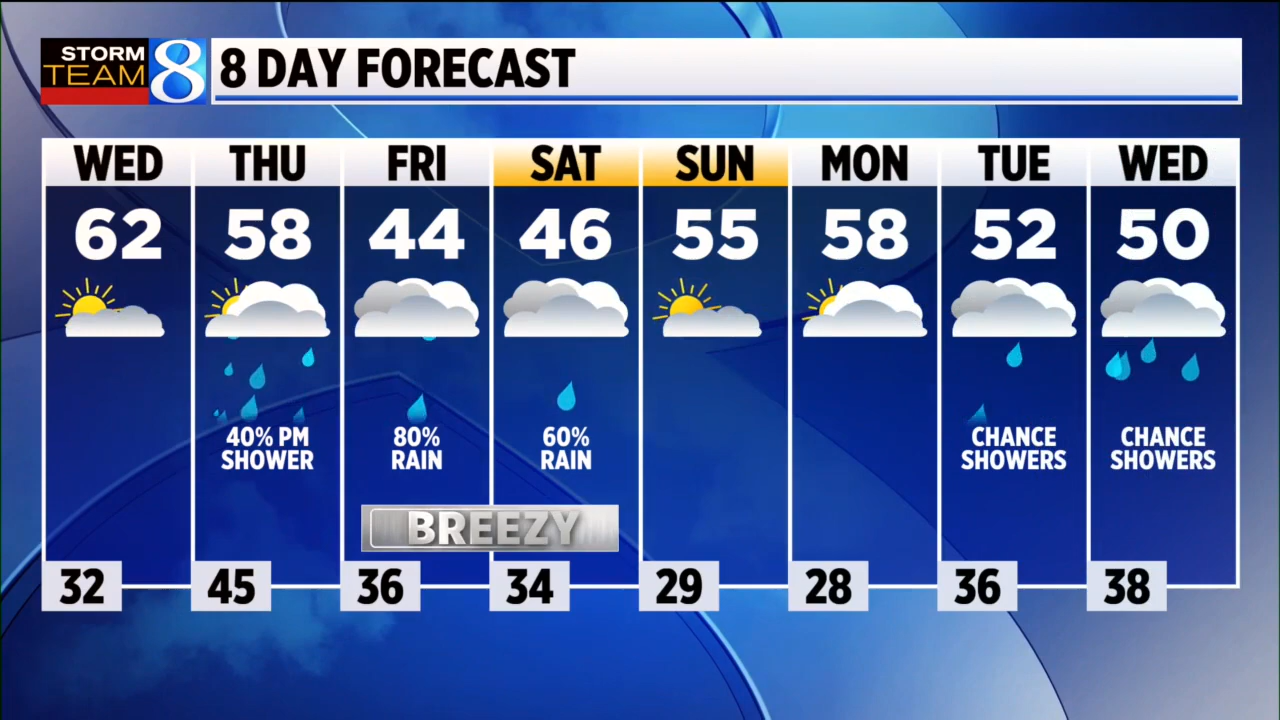 STORM
TEAM
8
8 DAY FORECAST
WED THU FRI SAT SUN MON TUE WED
62 58 44 46 55 58 52 50
40% PM
SHOWER
80%
RAIN
60%
RAIN
CHANCE
SHOWERS
CHANCE
SHOWERS
BREEZY
32 45 36 34 29 28 36 38